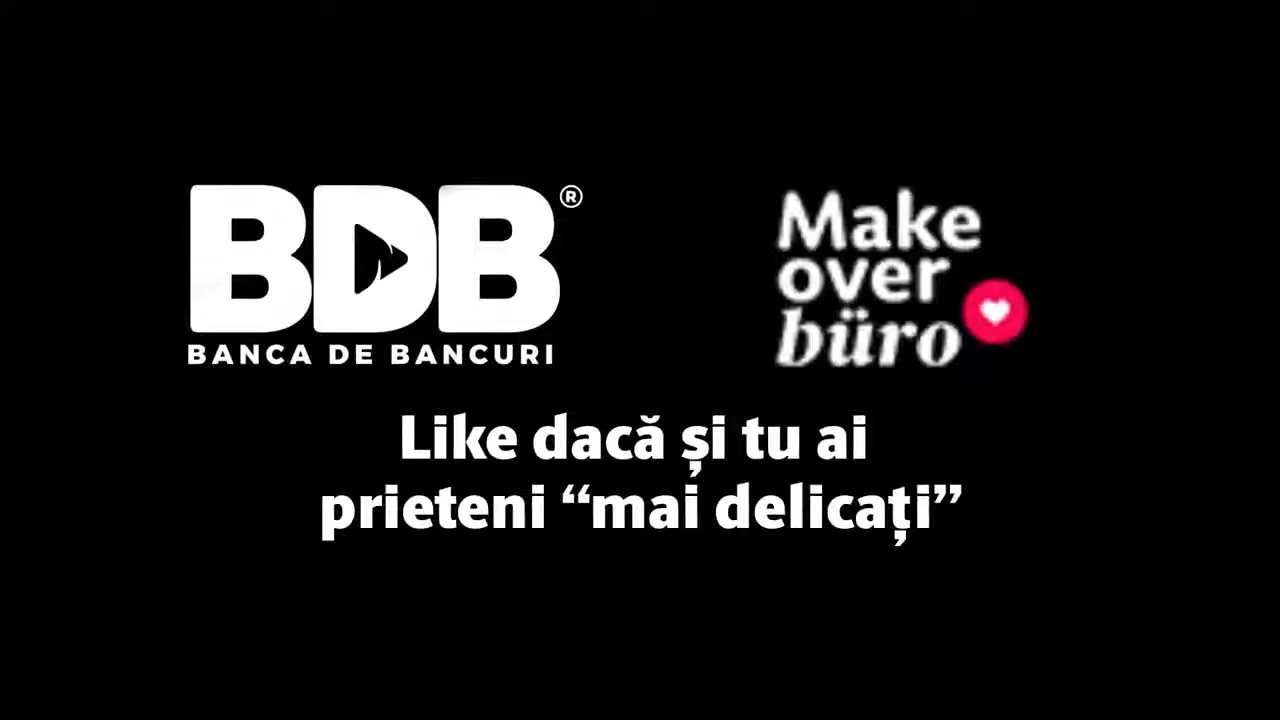 BDB®
BANCA DE BANCURI
Make
over
büro
Like dacă și tu ai
prieteni “mai delicați”